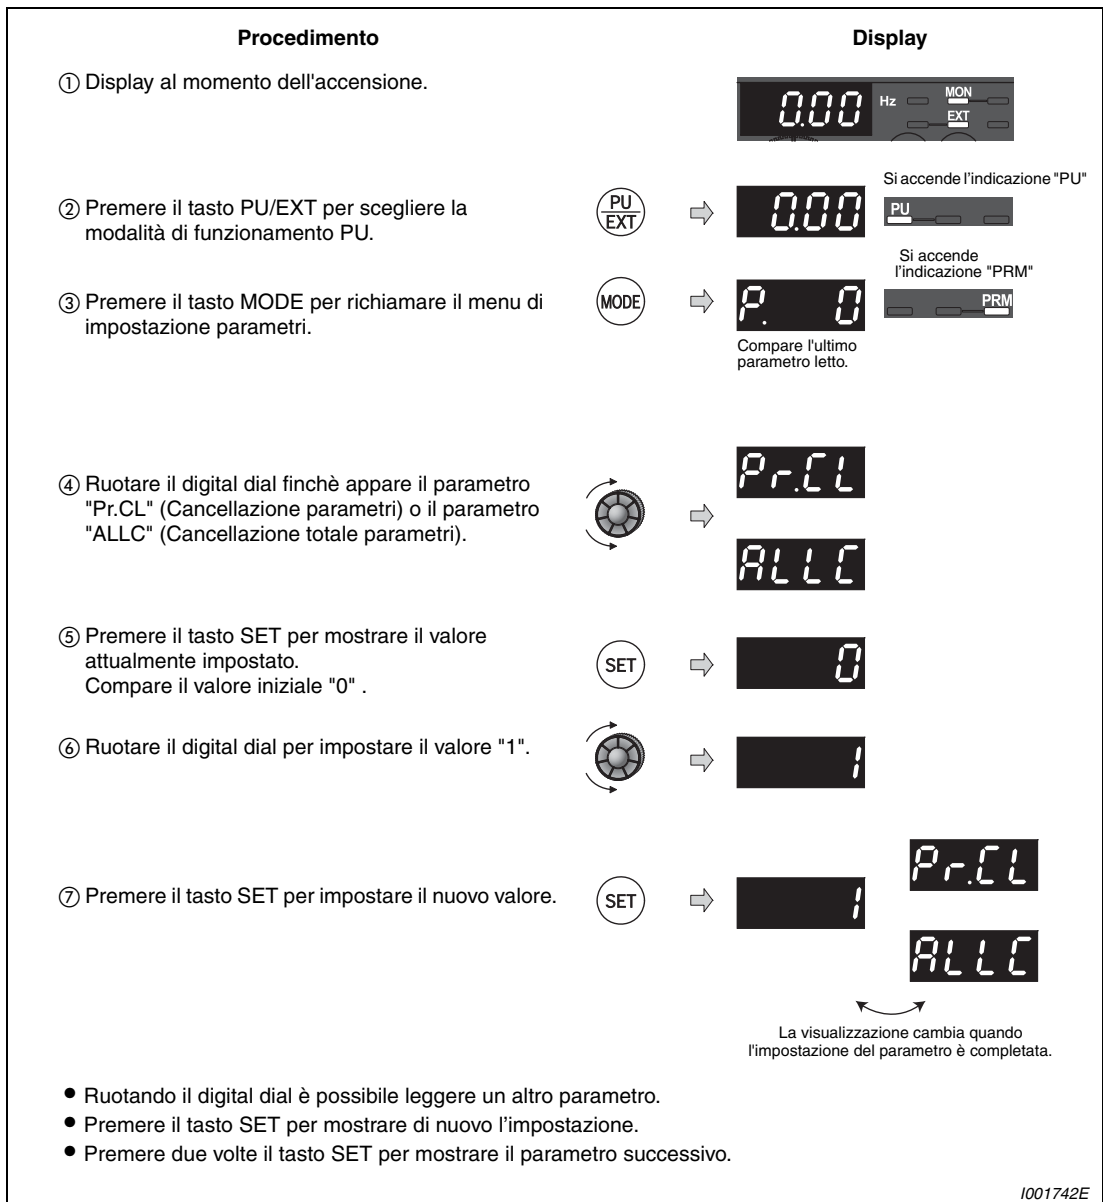 Procedimento Display
① Display al momento dell'accensione.
0.00 Hz MON
EXT
Si accende l'indicazione "PU"
② Premere il tasto PU/EXT per scegliere la
modalità di funzionamento PU.
PU
EXT
0.00
PU
Si accende
l'indicazione "PRM"
③ Premere il tasto MODE per richiamare il menu di
impostazione parametri.
MODE
P. 0
PRM
Compare l'ultimo
parametro letto.
④ Ruotare il digital dial finchè appare il parametro
"Pr.CL" (Cancellazione parametri) o il parametro
"ALLC" (Cancellazione totale parametri).
Pr.CL
ALLC
⑤ Premere il tasto SET per mostrare il valore
attualmente impostato.
Compare il valore iniziale "0" .
SET
0
⑥ Ruotare il digital dial per impostare il valore "1".
1
⑦ Premere il tasto SET per impostare il nuovo valore.
SET
1
Pr.CL
ALLC
La visualizzazione cambia quando
l'impostazione del parametro è completata.
● Ruotando il digital dial è possibile leggere un altro parametro.
● Premere il tasto SET per mostrare di nuovo l'impostazione.
● Premere due volte il tasto SET per mostrare il parametro successivo.
I001742E